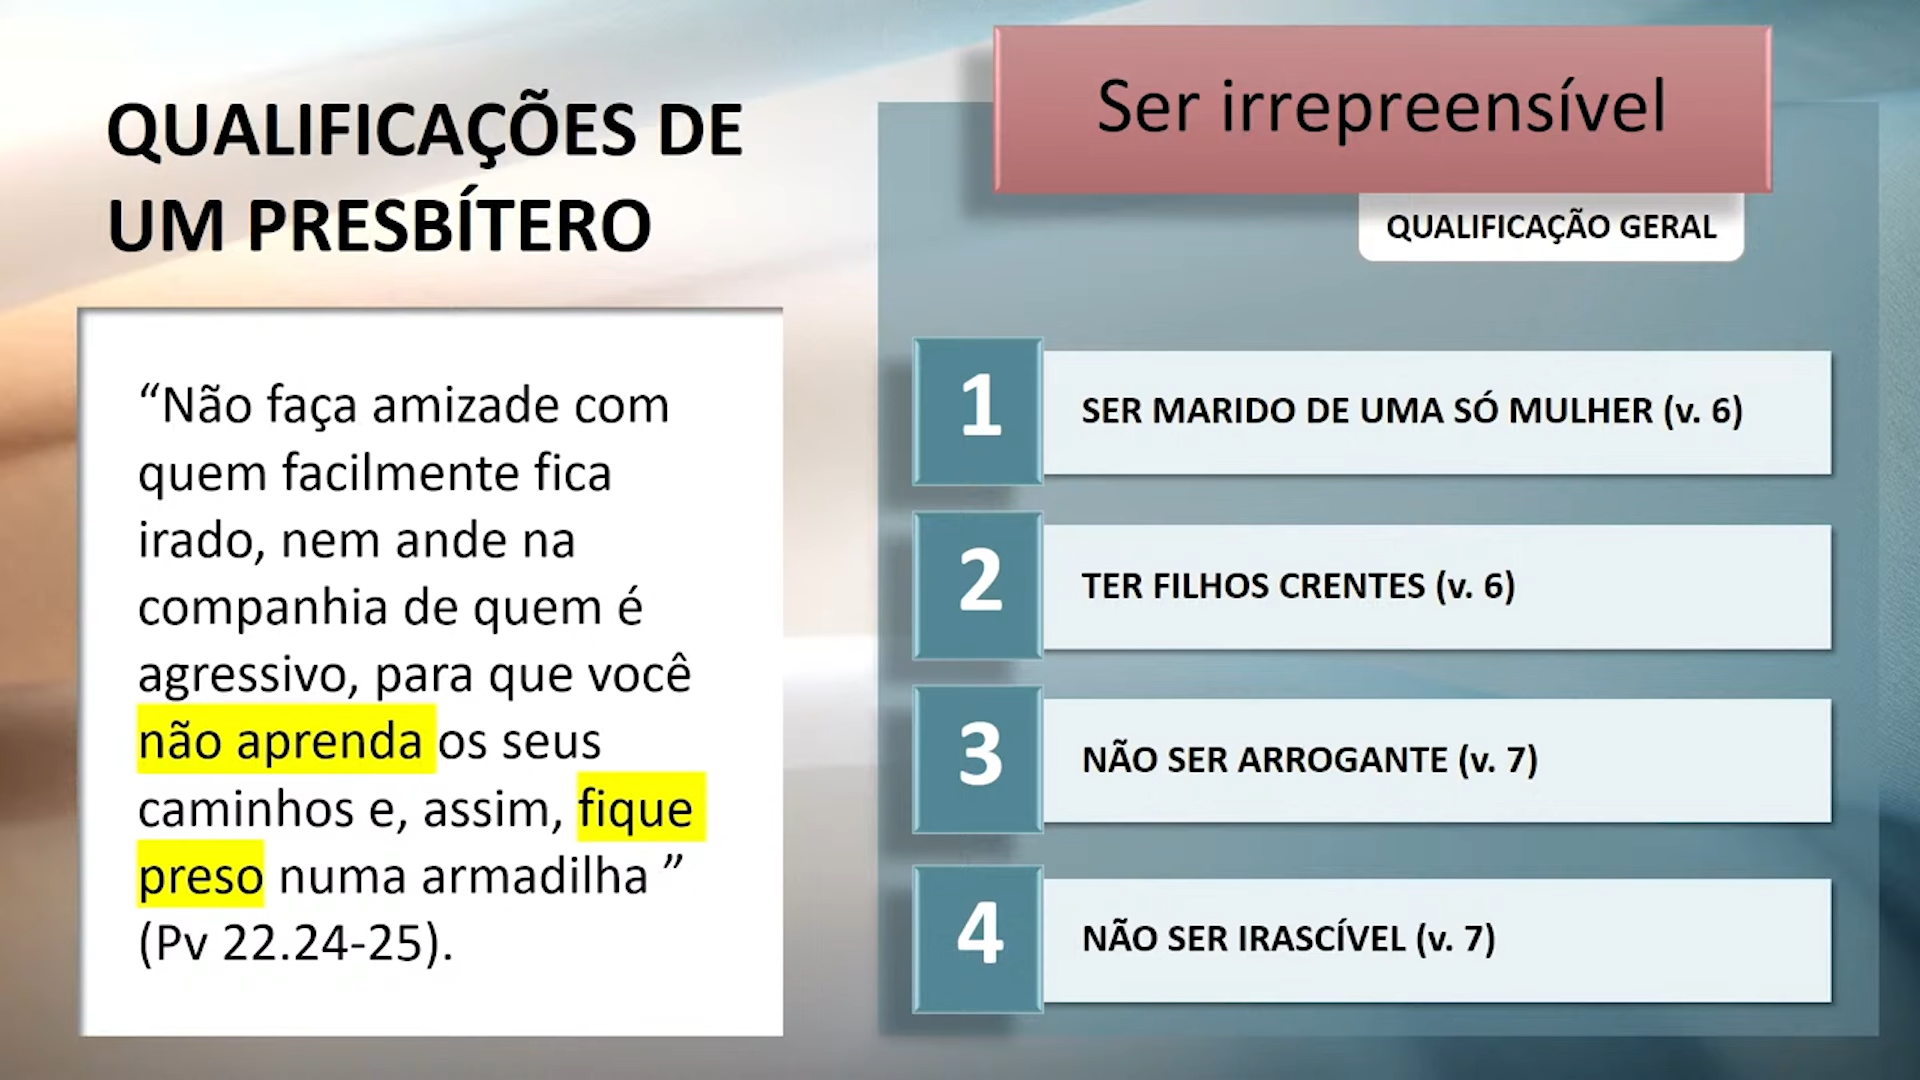 QUALIFICAÇÕES DE
UM PRESBÍTERO
“Não faça amizade com
quem facilmente fica
irado, nem ande na
companhia de quem é
agressivo, para que você
não aprenda os seus
caminhos e, assim, fique
preso numa armadilha ”
(Pv 22.24-25).
Ser irrepreensível
QUALIFICAÇÃO GERAL
1
SER MARIDO DE UMA SÓ MULHER (v. 6)
2
TER FILHOS CRENTES (v. 6)
3
NÃO SER ARROGANTE (v. 7)
4
NÃO SER IRASCÍVEL (v. 7)